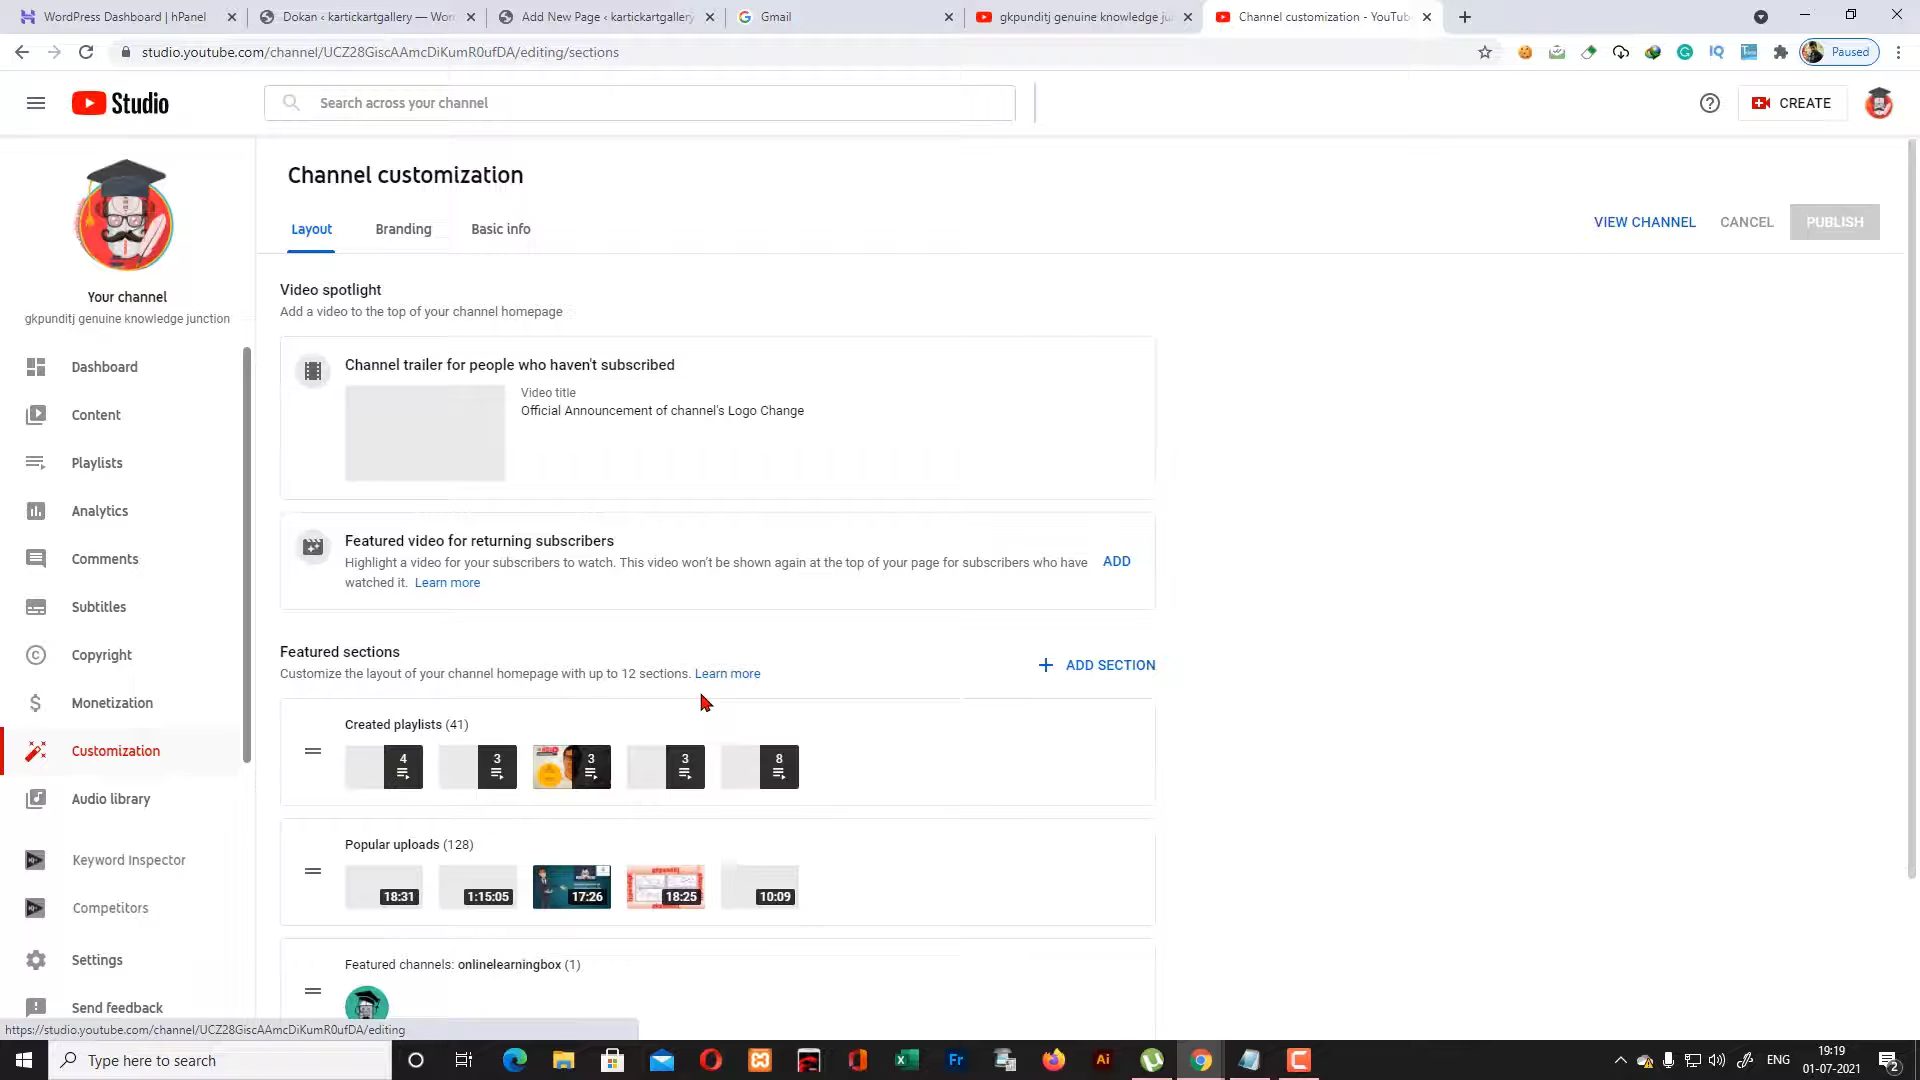 WordPress Dashboard | hPanel
Dokan ‹ kartickartgallery — Wor
Add New Page ‹ kartickartgallery
Gmail
gkpunditj genuine knowledge ju
Channel customization - YouTub
studio.youtube.com/channel/UCZ28GiscAAmcDiKumR0ufDA/editing/sections
Paused
Studio
Search across your channel
CREATE
Channel customization
Layout
Branding
Basic info
VIEW CHANNEL
CANCEL
PUBLISH
Your channel
gkpunditj genuine knowledge junction
Dashboard
Content
Playlists
Analytics
Comments
Subtitles
Copyright
Monetization
Customization
Audio library
Keyword Inspector
Competitors
Settings
Send feedback
Video spotlight
Add a video to the top of your channel homepage
Channel trailer for people who haven't subscribed
Video title
Official Announcement of channel's Logo Change
Featured video for returning subscribers
Highlight a video for your subscribers to watch. This video won't be shown again at the top of your page for subscribers who have
watched it. Learn more
ADD
Featured sections
Customize the layout of your channel homepage with up to 12 sections. Learn more
ADD SECTION
Created playlists (41)
4
3
3
3
8
Popular uploads (128)
18:31
1:15:05
17:26
18:25
10:09
Featured channels: onlinelearningbox (1)
https://studio.youtube.com/channel/UCZ28GiscAAmcDiKumR0ufDA/editing
Type here to search
Fr
Ai
ENG
19:19
01-07-2021
2